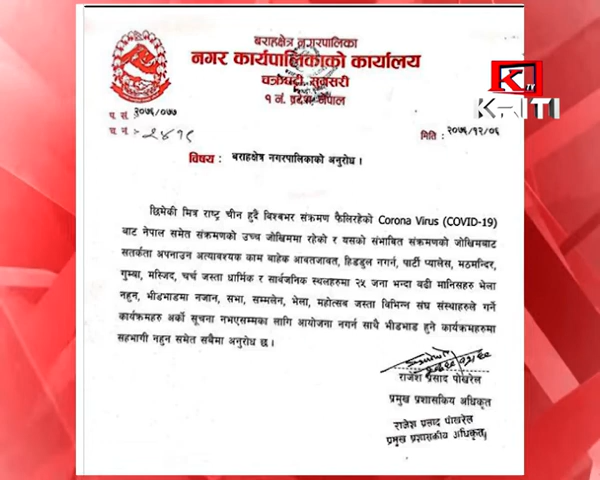 बराहक्षेत्र नगरपालिका
नगर कार्यपालिकाको कार्यालय
चक्रघट्टी, सुनसरी
१ नं. प्रदेश, नेपाल
K TV
KRITI
प. सं. २०७६/०७७
च. नं. :- २४१९
मिति : २०७६/१२/०६
विषय : बराहक्षेत्र नगरपालिकाको अनुरोध ।
छिमेकी मित्र राष्ट्र चीन हुदै बिश्वभर संक्रमण फैलिरहेको Corona Virus (COVID-19)
बाट नेपाल समेत संक्रमणको उच्च जोखिममा रहेको र यसको संभाबित संक्रमणको जोखिमबाट
सतर्कता अपनाउन अत्यावश्यक काम बाहेक आवतजावत, हिडडुल नगर्न, पार्टी प्यालेस, मठमन्दिर,
गुम्बा, मस्जिद, चर्च जस्ता धार्मिक र सार्वजनिक स्थलहरुमा २५ जना भन्दा बढी मानिसहरु भेला
नहुन, भीडभाडमा नजान, सभा, सम्मलेन, भेला, महोत्सब जस्ता बिभिन्न संघ संस्थाहरुले गर्ने
कार्यक्रमहरु अर्को सूचना नभएसम्मका लागि आयोजना नगर्न साथै भीडभाड हुने कार्यक्रमहरुमा
सहभागी नहुन समेत सबैमा अनुरोध छ ।
राजेश प्रसाद पोखरेल
प्रमुख प्रशासकिय अधिकृत
राजेश प्रसाद पोखरेल
प्रमुख प्रशासकीय अधिकृत